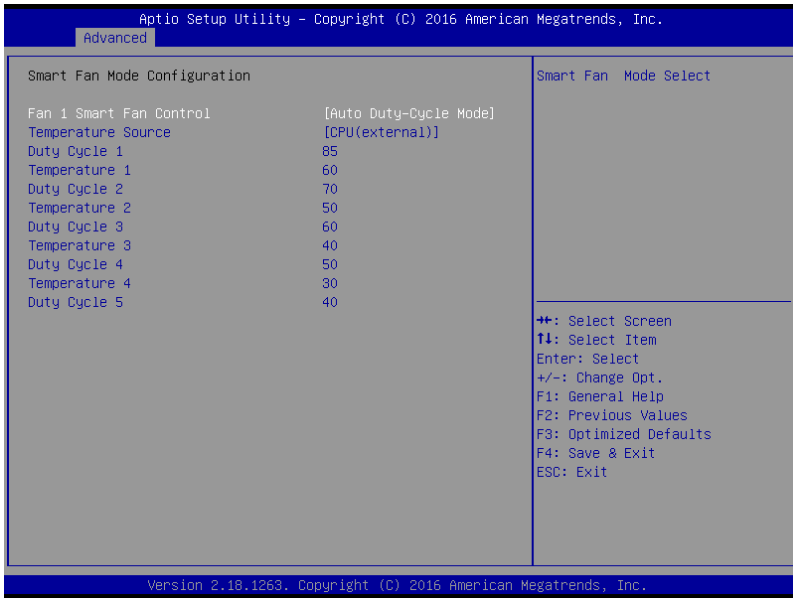 Aptio Setup Utility – Copyright (C) 2016 American Megatrends, Inc.
Advanced
Smart Fan Mode Configuration
Fan 1 Smart Fan Control [Auto Duty-Cycle Mode]
Temperature Source [CPU(external)]
Duty Cycle 1 85
Temperature 1 60
Duty Cycle 2 70
Temperature 2 50
Duty Cycle 3 60
Temperature 3 40
Duty Cycle 4 50
Temperature 4 30
Duty Cycle 5 40
Smart Fan  Mode Select
→←: Select Screen
↑↓: Select Item
Enter: Select
+/-: Change Opt.
F1: General Help
F2: Previous Values
F3: Optimized Defaults
F4: Save & Exit
ESC: Exit
Version 2.18.1263. Copyright (C) 2016 American Megatrends, Inc.